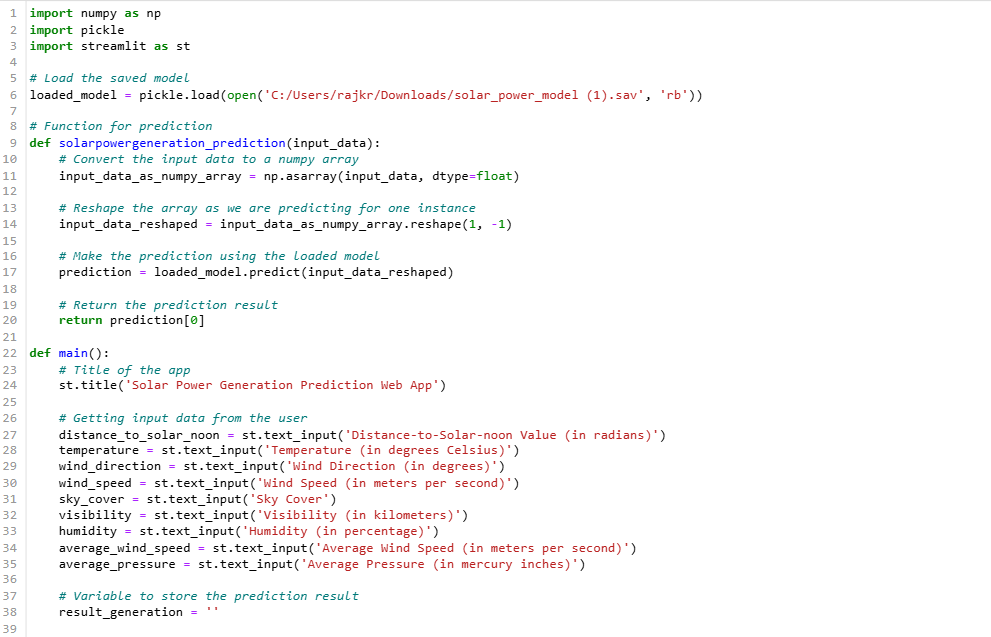 1 import numpy as np
2 import pickle
3 import streamlit as st
4
5 # Load the saved model
6 loaded_model = pickle.load(open('C:/Users/rajkr/Downloads/solar_power_model (1).sav', 'rb'))
7
8 # Function for prediction
9 def solarpowergeneration_prediction(input_data):
10     # Convert the input data to a numpy array
11     input_data_as_numpy_array = np.asarray(input_data, dtype=float)
12
13     # Reshape the array as we are predicting for one instance
14     input_data_reshaped = input_data_as_numpy_array.reshape(1, -1)
15
16     # Make the prediction using the loaded model
17     prediction = loaded_model.predict(input_data_reshaped)
18
19     # Return the prediction result
20     return prediction[0]
21
22 def main():
23     # Title of the app
24     st.title('Solar Power Generation Prediction Web App')
25
26     # Getting input data from the user
27     distance_to_solar_noon = st.text_input('Distance-to-Solar-noon Value (in radians)')
28     temperature = st.text_input('Temperature (in degrees Celsius)')
29     wind_direction = st.text_input('Wind Direction (in degrees)')
30     wind_speed = st.text_input('Wind Speed (in meters per second)')
31     sky_cover = st.text_input('Sky Cover')
32     visibility = st.text_input('Visibility (in kilometers)')
33     humidity = st.text_input('Humidity (in percentage)')
34     average_wind_speed = st.text_input('Average Wind Speed (in meters per second)')
35     average_pressure = st.text_input('Average Pressure (in mercury inches)')
36
37     # Variable to store the prediction result
38     result_generation = ''
39